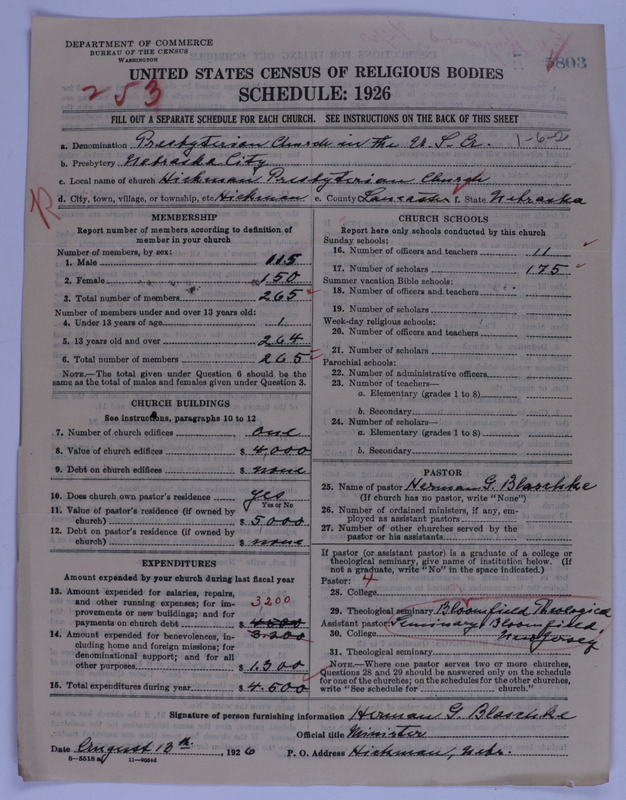 DEPARTMENT OF COMMERCE
BUREAU OF THE CENSUS
WASHINGTON
5803
UNITED STATES CENSUS OF RELIGIOUS BODIES
253
SCHEDULE: 1926
FILL OUT A SEPARATE SCHEDULE FOR EACH CHURCH. SEE INSTRUCTIONS ON THE BACK OF THIS SHEET
a. Denomination Presbyterian Church in the U. S. A. 1-6-2
b. Presbytery Nebraska City
c. Local name of church Hickman Presbyterian Church
d. City, town, village, or township, etc. Hickman e. County Lancaster f. State Nebraska
R
MEMBERSHIP
Report number of members according to definition of
member in your church
Number of members, by sex:
1. Male 115
2. Female 150
3. Total number of members 265
Number of members under and over 13 years old:
4. Under 13 years of age 1
5. 13 years old and over 264
6. Total number of members 265
NOTE.—The total given under Question 6 should be the
same as the total of males and females given under Question 3.
CHURCH BUILDINGS
See instructions, paragraphs 10 to 12
7. Number of church edifices one
8. Value of church edifices $ 4,000
9. Debt on church edifices $ none
10. Does church own pastor's residence yes
Yes or No
11. Value of pastor's residence (if owned by
church) $ 5,000
12. Debt on pastor's residence (if owned by
church) $ none
EXPENDITURES
Amount expended by your church during last fiscal year
13. Amount expended for salaries, repairs,
and other running expenses; for im-
provements or new buildings; and for
payments on church debt $ 3,200
14. Amount expended for benevolences, in-
cluding home and foreign missions; for
denominational support; and for all
other purposes $ 1,300
15. Total expenditures during year $ 4,500
CHURCH SCHOOLS
Report here only schools conducted by this church
Sunday schools:
16. Number of officers and teachers 11
17. Number of scholars 175
Summer vacation Bible schools:
18. Number of officers and teachers
19. Number of scholars
Week-day religious schools:
20. Number of officers and teachers
21. Number of scholars
Parochial schools:
22. Number of administrative officers
23. Number of teachers—
a. Elementary (grades 1 to 8)
b. Secondary
24. Number of scholars—
a. Elementary (grades 1 to 8)
b. Secondary
PASTOR
25. Name of pastor Herman G. Blaschke
(If church has no pastor, write "None")
26. Number of ordained ministers, if any, em-
ployed as assistant pastors
27. Number of other churches served by the
pastor or his assistants
If pastor (or assistant pastor) is a graduate of a college or
theological seminary, give name of institution below. (If
not a graduate, write "No" in the space indicated.)
Pastor: 4
28. College
29. Theological seminary Bloomfield Theological
Assistant pastor: Seminary Bloomfield,
30. College New Jersey
31. Theological seminary
NOTE.—Where one pastor serves two or more churches,
Questions 28 and 29 should be answered only on the schedule
for one of the churches; on the schedules for the other churches,
write "See schedule for church."
Signature of person furnishing information Herman G. Blaschke
Official title Minister
Date August 13th, 1926 P. O. Address Hickman, Nebr.